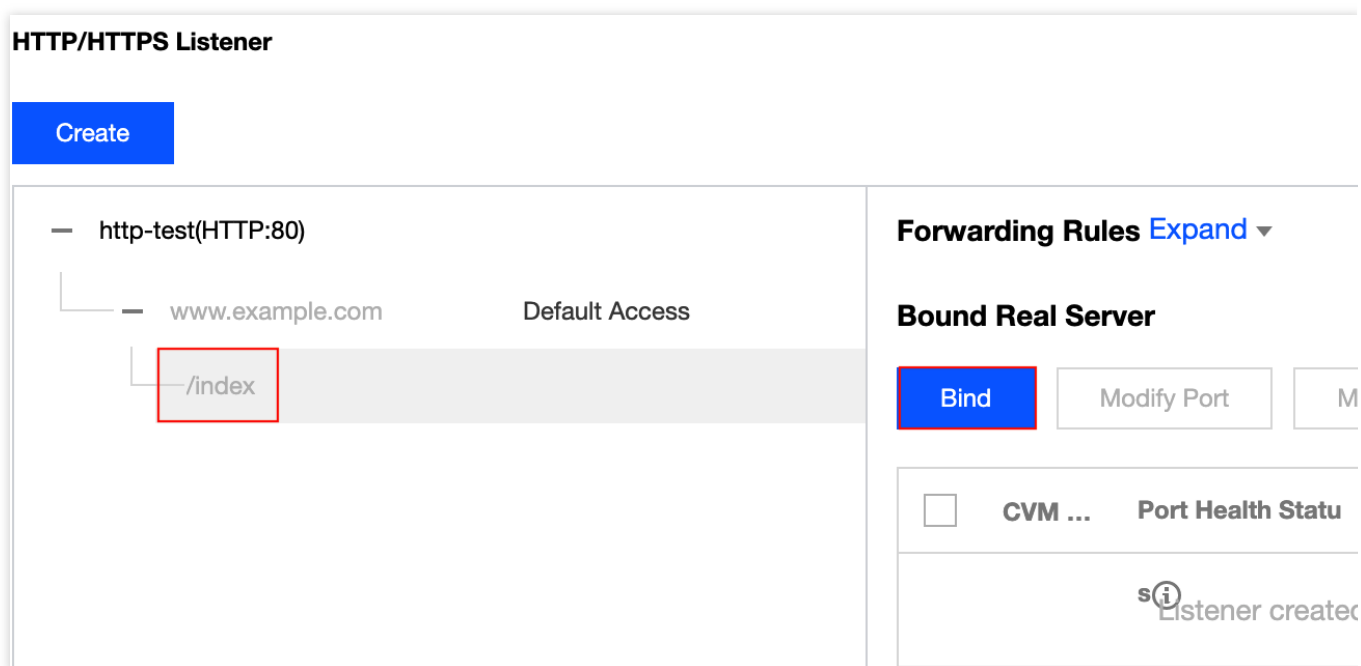 HTTP/HTTPS Listener
Create
http-test(HTTP:80)
www.example.com Default Access
/index
Forwarding Rules Expand
Bound Real Server
Bind Modify Port M
CVM ... Port Health Statu
s
Listener created